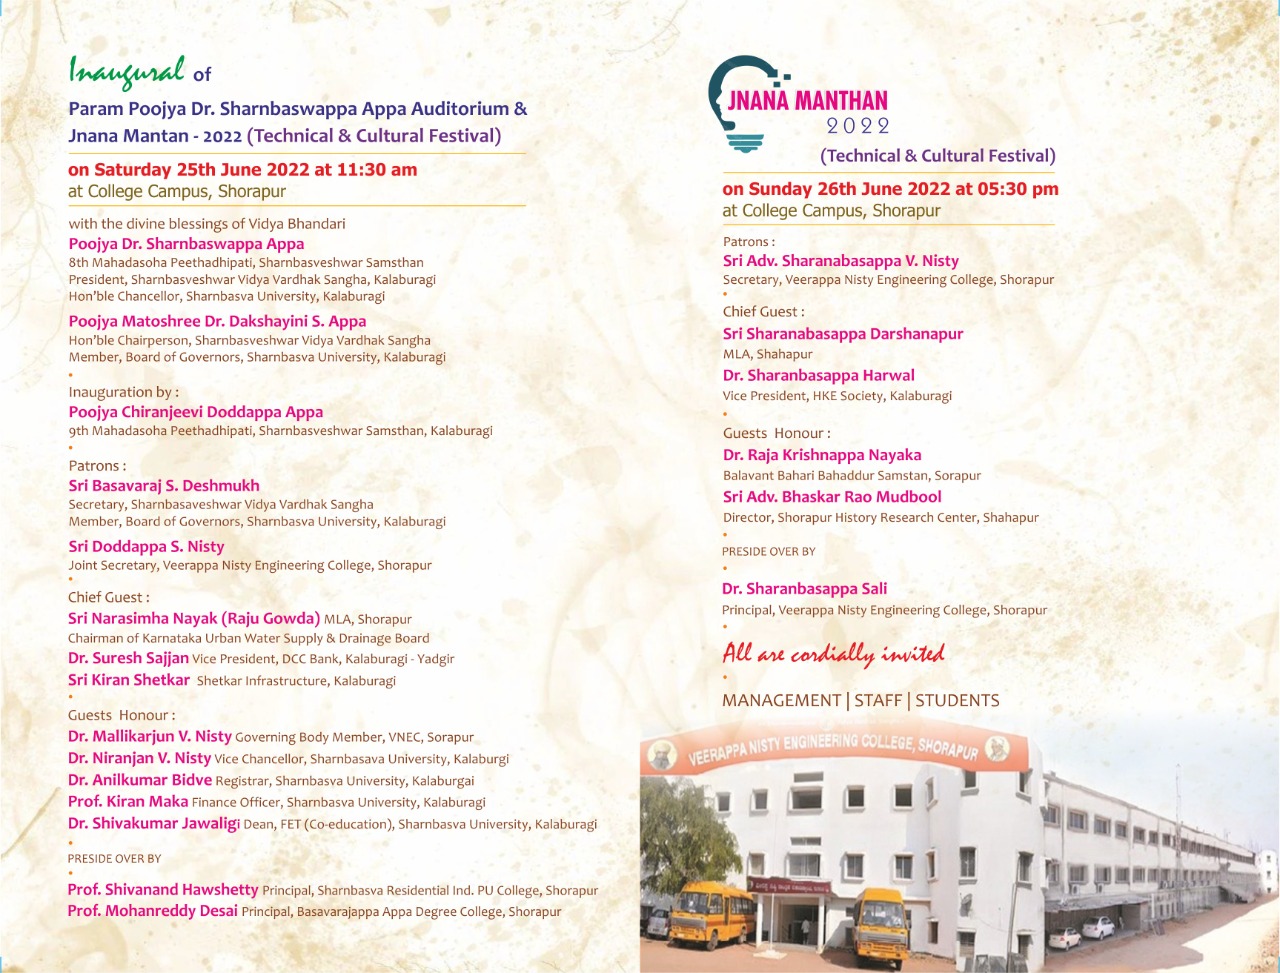 Inaugural of
Param Poojya Dr. Sharnbaswappa Appa Auditorium &
Jnana Mantan - 2022 (Technical & Cultural Festival)
on Saturday 25th June 2022 at 11:30 am
at College Campus, Shorapur
with the divine blessings of Vidya Bhandari
Poojya Dr. Sharnbaswappa Appa
8th Mahadasoha Peethadhipati, Sharnbasveshwar Samsthan
President, Sharnbasveshwar Vidya Vardhak Sangha, Kalaburagi
Hon'ble Chancellor, Sharnbasva University, Kalaburagi
Poojya Matoshree Dr. Dakshayini S. Appa
Hon'ble Chairperson, Sharnbasveshwar Vidya Vardhak Sangha
Member, Board of Governors, Sharnbasva University, Kalaburagi
Inauguration by :
Poojya Chiranjeevi Doddappa Appa
9th Mahadasoha Peethadhipati, Sharnbasveshwar Samsthan, Kalaburagi
Patrons :
Sri Basavaraj S. Deshmukh
Secretary, Sharnbasaveshwar Vidya Vardhak Sangha
Member, Board of Governors, Sharnbasva University, Kalaburagi
Sri Doddappa S. Nisty
Joint Secretary, Veerappa Nisty Engineering College, Shorapur
Chief Guest :
Sri Narasimha Nayak (Raju Gowda) MLA, Shorapur
Chairman of Karnataka Urban Water Supply & Drainage Board
Dr. Suresh Sajjan Vice President, DCC Bank, Kalaburagi - Yadgir
Sri Kiran Shetkar Shetkar Infrastructure, Kalaburagi
Guests Honour :
Dr. Mallikarjun V. Nisty Governing Body Member, VNEC, Sorapur
Dr. Niranjan V. Nisty Vice Chancellor, Sharnbasava University, Kalaburgi
Dr. Anilkumar Bidve Registrar, Sharnbasva University, Kalaburgai
Prof. Kiran Maka Finance Officer, Sharnbasva University, Kalaburagi
Dr. Shivakumar Jawaligi Dean, FET (Co-education), Sharnbasva University, Kalaburagi
PRESIDE OVER BY
Prof. Shivanand Hawshetty Principal, Sharnbasva Residential Ind. PU College, Shorapur
Prof. Mohanreddy Desai Principal, Basavarajappa Appa Degree College, Shorapur
JNANA MANTHAN
2022
(Technical & Cultural Festival)
on Sunday 26th June 2022 at 05:30 pm
at College Campus, Shorapur
Patrons :
Sri Adv. Sharanabasappa V. Nisty
Secretary, Veerappa Nisty Engineering College, Shorapur
Chief Guest :
Sri Sharanabasappa Darshanapur
MLA, Shahapur
Dr. Sharanbasappa Harwal
Vice President, HKE Society, Kalaburagi
Guests Honour :
Dr. Raja Krishnappa Nayaka
Balavant Bahari Bahaddur Samstan, Sorapur
Sri Adv. Bhaskar Rao Mudbool
Director, Shorapur History Research Center, Shahapur
PRESIDE OVER BY
Dr. Sharanbasappa Sali
Principal, Veerappa Nisty Engineering College, Shorapur
All are cordially invited
MANAGEMENT | STAFF | STUDENTS
VEERAPPA NISTY ENGINEERING COLLEGE, SHORAPUR